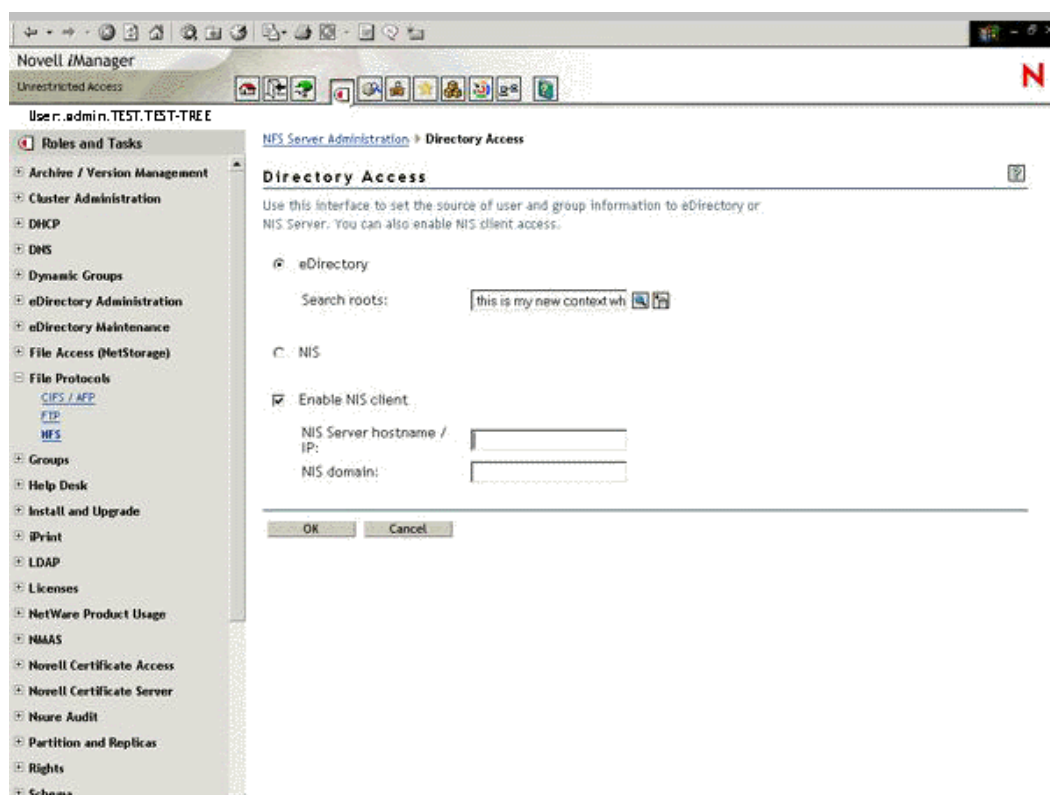 Novell iManager
Unrestricted Access
N
User:.admin.TEST.TEST-TREE
Roles and Tasks
Archive / Version Management
Cluster Administration
DHCP
DNS
Dynamic Groups
eDirectory Administration
eDirectory Maintenance
File Access (NetStorage)
File Protocols
CIFS / AFP
FTP
NFS
Groups
Help Desk
Install and Upgrade
iPrint
LDAP
Licenses
NetWare Product Usage
NMAS
Novell Certificate Access
Novell Certificate Server
Nsure Audit
Partition and Replicas
Rights
Schema
NFS Server Administration Directory Access
Directory Access
Use this interface to set the source of user and group information to eDirectory or
NIS Server. You can also enable NIS client access.
eDirectory
Search roots: this is my new context wh
NIS
Enable NIS client
NIS Server hostname /
IP:
NIS domain:
OK Cancel